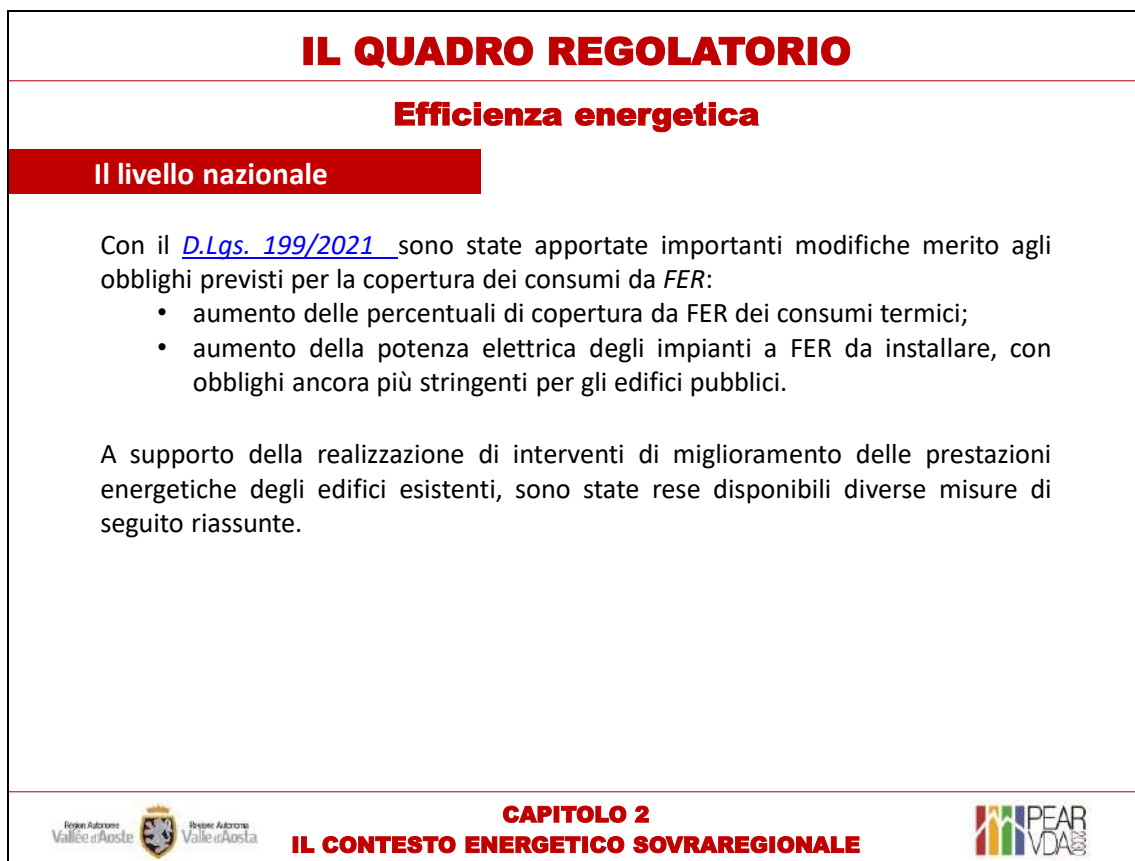 IL QUADRO REGOLATORIO
Efficienza energetica
Il livello nazionale
Con il D.Lgs. 199/2021 sono state apportate importanti modifiche merito agli
obblighi previsti per la copertura dei consumi da FER:
• aumento delle percentuali di copertura da FER dei consumi termici;
• aumento della potenza elettrica degli impianti a FER da installare, con
obblighi ancora più stringenti per gli edifici pubblici.
A supporto della realizzazione di interventi di miglioramento delle prestazioni
energetiche degli edifici esistenti, sono state rese disponibili diverse misure di
seguito riassunte.
Région Autonome
Vallée d'Aoste
Regione Autonoma
Valle d'Aosta
CAPITOLO 2
IL CONTESTO ENERGETICO SOVRAREGIONALE
PEAR
VDA
2030